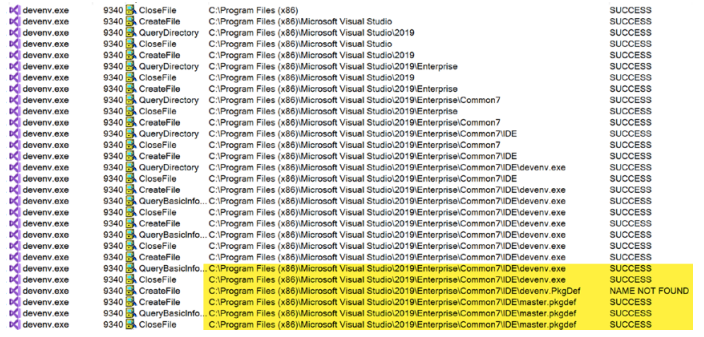 devenv.exe 9340 CloseFile C:\Program Files (x86) SUCCESS
devenv.exe 9340 CreateFile C:\Program Files (x86)\Microsoft Visual Studio SUCCESS
devenv.exe 9340 QueryDirectory C:\Program Files (x86)\Microsoft Visual Studio\2019 SUCCESS
devenv.exe 9340 CloseFile C:\Program Files (x86)\Microsoft Visual Studio SUCCESS
devenv.exe 9340 CreateFile C:\Program Files (x86)\Microsoft Visual Studio\2019 SUCCESS
devenv.exe 9340 QueryDirectory C:\Program Files (x86)\Microsoft Visual Studio\2019\Enterprise SUCCESS
devenv.exe 9340 CloseFile C:\Program Files (x86)\Microsoft Visual Studio\2019 SUCCESS
devenv.exe 9340 CreateFile C:\Program Files (x86)\Microsoft Visual Studio\2019\Enterprise SUCCESS
devenv.exe 9340 QueryDirectory C:\Program Files (x86)\Microsoft Visual Studio\2019\Enterprise\Common7 SUCCESS
devenv.exe 9340 CloseFile C:\Program Files (x86)\Microsoft Visual Studio\2019\Enterprise SUCCESS
devenv.exe 9340 CreateFile C:\Program Files (x86)\Microsoft Visual Studio\2019\Enterprise\Common7 SUCCESS
devenv.exe 9340 QueryDirectory C:\Program Files (x86)\Microsoft Visual Studio\2019\Enterprise\Common7\IDE SUCCESS
devenv.exe 9340 CloseFile C:\Program Files (x86)\Microsoft Visual Studio\2019\Enterprise\Common7 SUCCESS
devenv.exe 9340 CreateFile C:\Program Files (x86)\Microsoft Visual Studio\2019\Enterprise\Common7\IDE SUCCESS
devenv.exe 9340 QueryDirectory C:\Program Files (x86)\Microsoft Visual Studio\2019\Enterprise\Common7\IDE\devenv.exe SUCCESS
devenv.exe 9340 CloseFile C:\Program Files (x86)\Microsoft Visual Studio\2019\Enterprise\Common7\IDE SUCCESS
devenv.exe 9340 CreateFile C:\Program Files (x86)\Microsoft Visual Studio\2019\Enterprise\Common7\IDE\devenv.exe SUCCESS
devenv.exe 9340 QueryBasicInfo... C:\Program Files (x86)\Microsoft Visual Studio\2019\Enterprise\Common7\IDE\devenv.exe SUCCESS
devenv.exe 9340 CloseFile C:\Program Files (x86)\Microsoft Visual Studio\2019\Enterprise\Common7\IDE\devenv.exe SUCCESS
devenv.exe 9340 CreateFile C:\Program Files (x86)\Microsoft Visual Studio\2019\Enterprise\Common7\IDE\devenv.exe SUCCESS
devenv.exe 9340 QueryBasicInfo... C:\Program Files (x86)\Microsoft Visual Studio\2019\Enterprise\Common7\IDE\devenv.exe SUCCESS
devenv.exe 9340 CloseFile C:\Program Files (x86)\Microsoft Visual Studio\2019\Enterprise\Common7\IDE\devenv.exe SUCCESS
devenv.exe 9340 CreateFile C:\Program Files (x86)\Microsoft Visual Studio\2019\Enterprise\Common7\IDE\devenv.exe SUCCESS
devenv.exe 9340 QueryBasicInfo... C:\Program Files (x86)\Microsoft Visual Studio\2019\Enterprise\Common7\IDE\devenv.exe SUCCESS
devenv.exe 9340 CloseFile C:\Program Files (x86)\Microsoft Visual Studio\2019\Enterprise\Common7\IDE\devenv.exe SUCCESS
devenv.exe 9340 CreateFile C:\Program Files (x86)\Microsoft Visual Studio\2019\Enterprise\Common7\IDE\devenv.PkgDef NAME NOT FOUND
devenv.exe 9340 CreateFile C:\Program Files (x86)\Microsoft Visual Studio\2019\Enterprise\Common7\IDE\master.pkgdef SUCCESS
devenv.exe 9340 QueryBasicInfo... C:\Program Files (x86)\Microsoft Visual Studio\2019\Enterprise\Common7\IDE\master.pkgdef SUCCESS
devenv.exe 9340 CloseFile C:\Program Files (x86)\Microsoft Visual Studio\2019\Enterprise\Common7\IDE\master.pkgdef SUCCESS